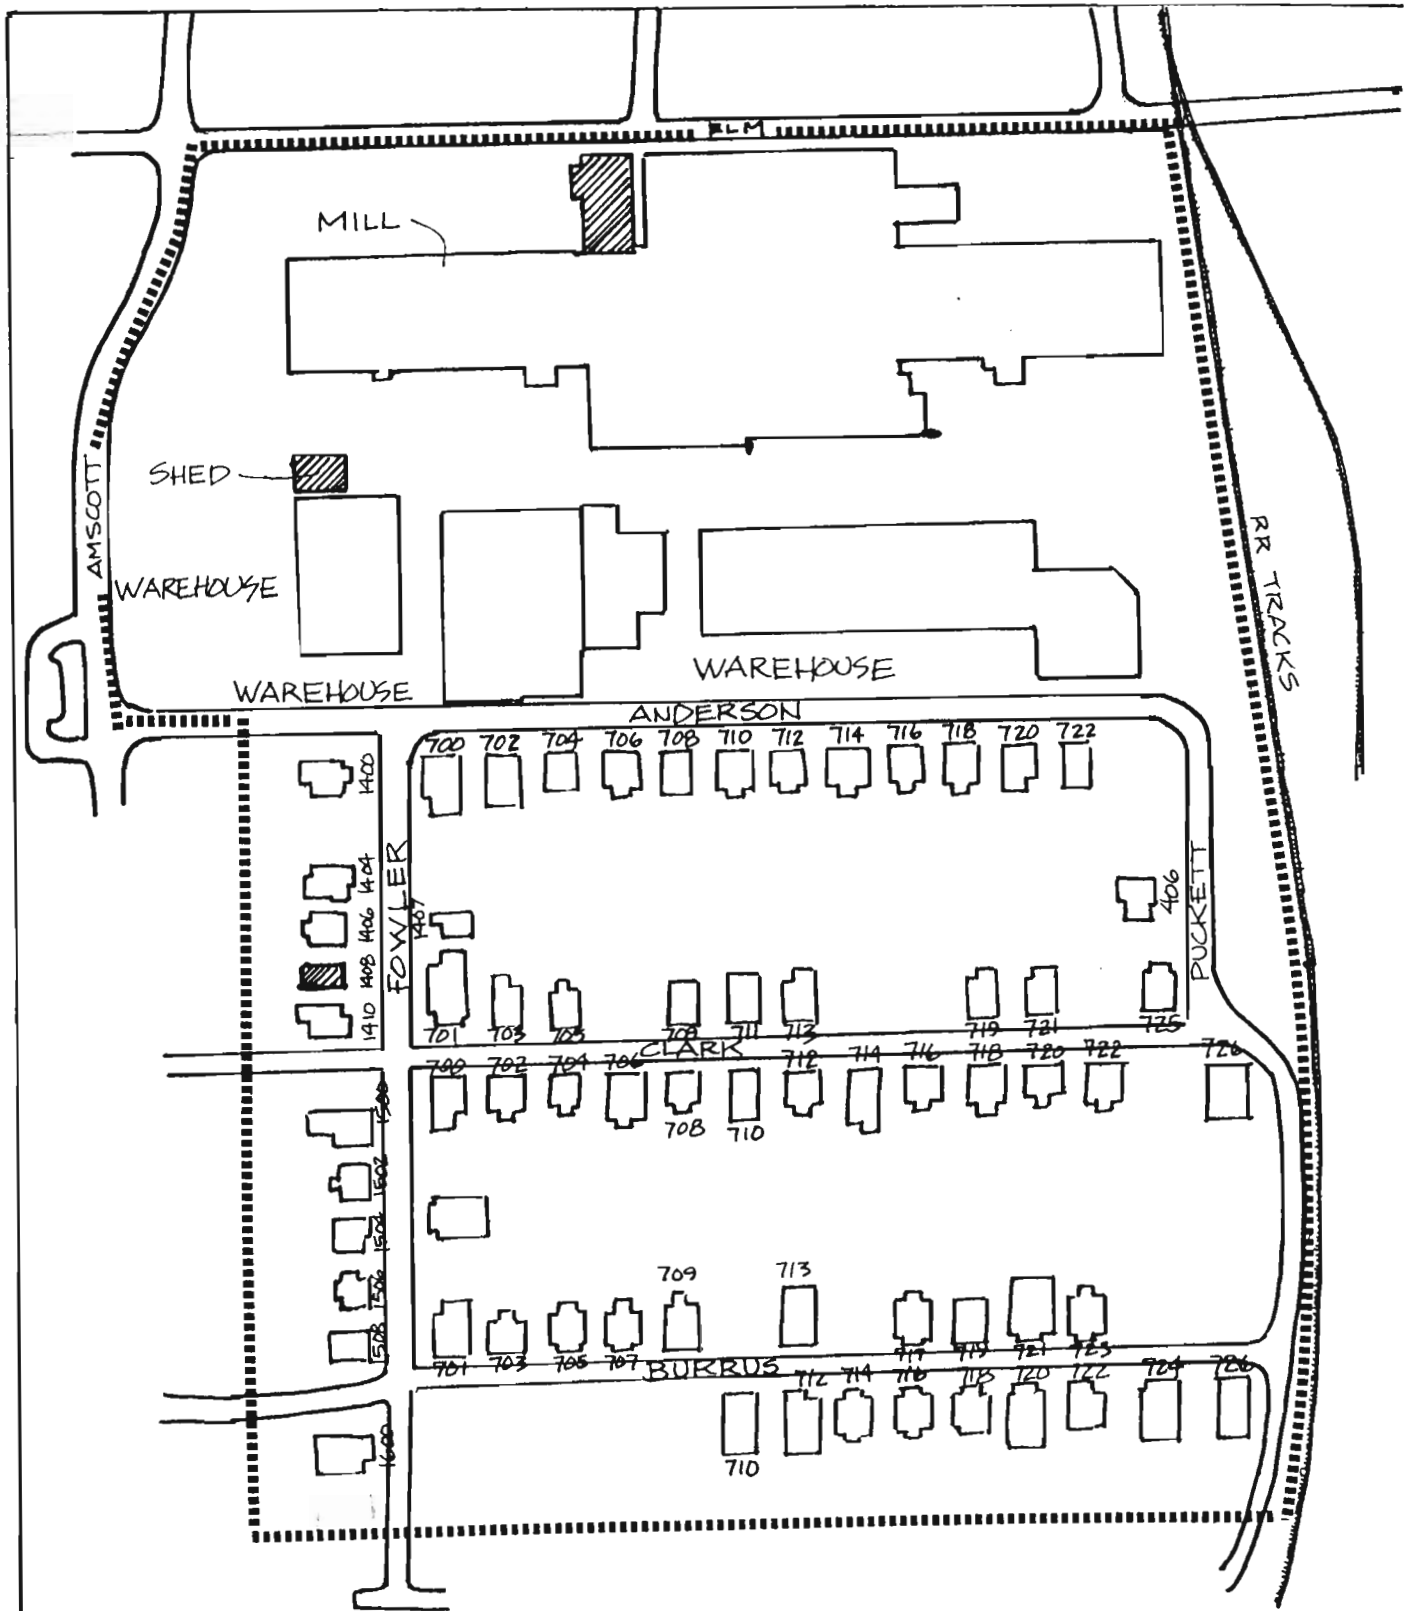 ELM
MILL
SHED
AMSCOTT
WAREHOUSE
RR TRACKS
WAREHOUSE
WAREHOUSE
ANDERSON
700 702 704 706 708 710 712 714 716 718 720 722
1400
1404
1406
1408
1410
FOWLER
1407
406
PUCKETT
701 703 705 709 711 713 719 721 725
CLARK
700 702 704 706 712 714 716 718 720 722 726
708 710
1500
1502
1504
1506
1508
709 713
701 703 705 707 717 719 721 723
BURRUS
712 714 716 718 720 722 724 726
710
1600